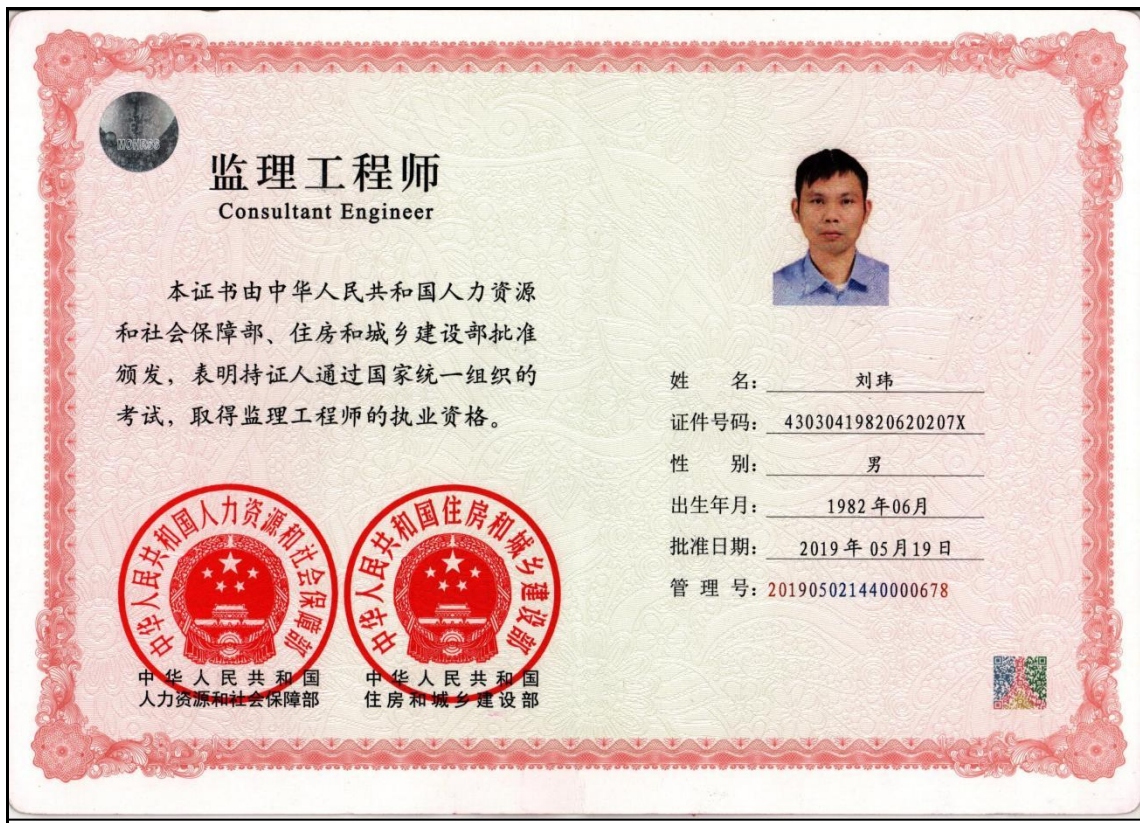 监理工程师
Consultant Engineer
本证书由中华人民共和国人力资源
和社会保障部、住房和城乡建设部批准
颁发，表明持证人通过国家统一组织的
考试，取得监理工程师的执业资格。
中华人民共和国人力资源和社会保障部
中华人民共和国住房和城乡建设部
中华人民共和国
人力资源和社会保障部
中华人民共和国
住房和城乡建设部
姓 名： 刘玮
证件号码： 43030419820620207X
性 别： 男
出生年月： 1982年06月
批准日期： 2019年05月19日
管 理 号： 201905021440000678